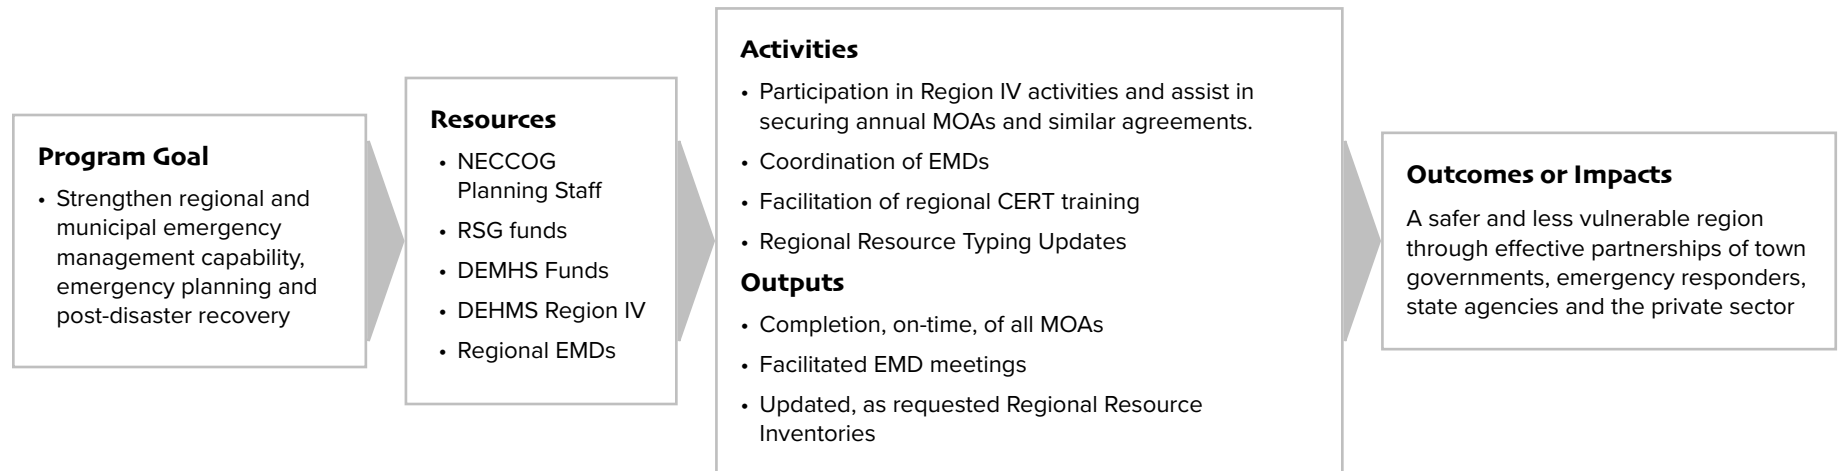 Program Goal
• Strengthen regional and
municipal emergency
management capability,
emergency planning and
post-disaster recovery
Resources
• NECCOG
Planning Staff
• RSG funds
• DEMHS Funds
• DEHMS Region IV
• Regional EMDs
Activities
• Participation in Region IV activities and assist in
securing annual MOAs and similar agreements.
• Coordination of EMDs
• Facilitation of regional CERT training
• Regional Resource Typing Updates
Outputs
• Completion, on-time, of all MOAs
• Facilitated EMD meetings
• Updated, as requested Regional Resource
Inventories
Outcomes or Impacts
A safer and less vulnerable region
through effective partnerships of town
governments, emergency responders,
state agencies and the private sector